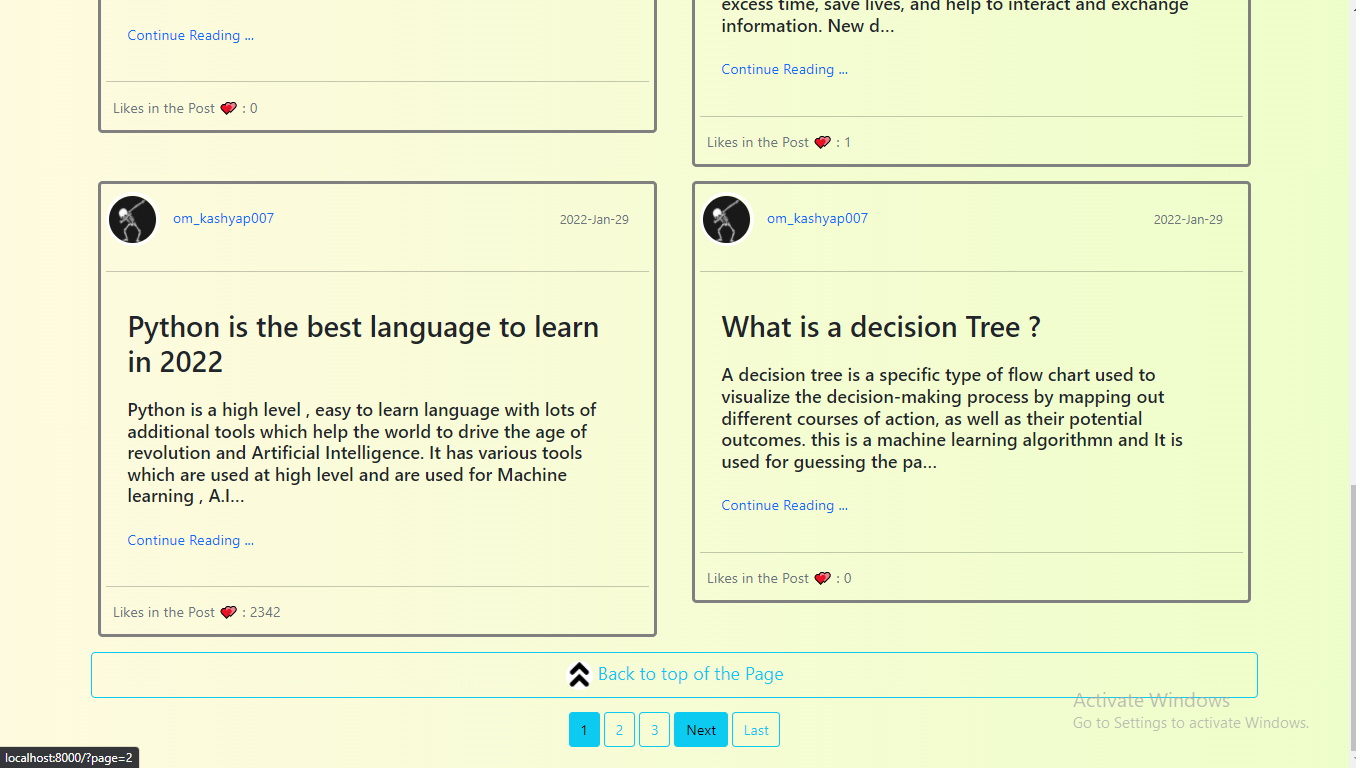 Continue Reading ...
Likes in the Post : 0
excess time, save lives, and help to interact and exchange
information. New d...
Continue Reading ...
Likes in the Post : 1
om_kashyap007
2022-Jan-29
Python is the best language to learn
in 2022
Python is a high level , easy to learn language with lots of
additional tools which help the world to drive the age of
revolution and Artificial Intelligence. It has various tools
which are used at high level and are used for Machine
learning , A.I...
Continue Reading ...
Likes in the Post : 2342
om_kashyap007
2022-Jan-29
What is a decision Tree ?
A decision tree is a specific type of flow chart used to
visualize the decision-making process by mapping out
different courses of action, as well as their potential
outcomes. this is a machine learning algorithmn and It is
used for guessing the pa...
Continue Reading ...
Likes in the Post : 0
Back to top of the Page
1 2 3 Next Last
Activate Windows
Go to Settings to activate Windows.
localhost:8000/?page=2